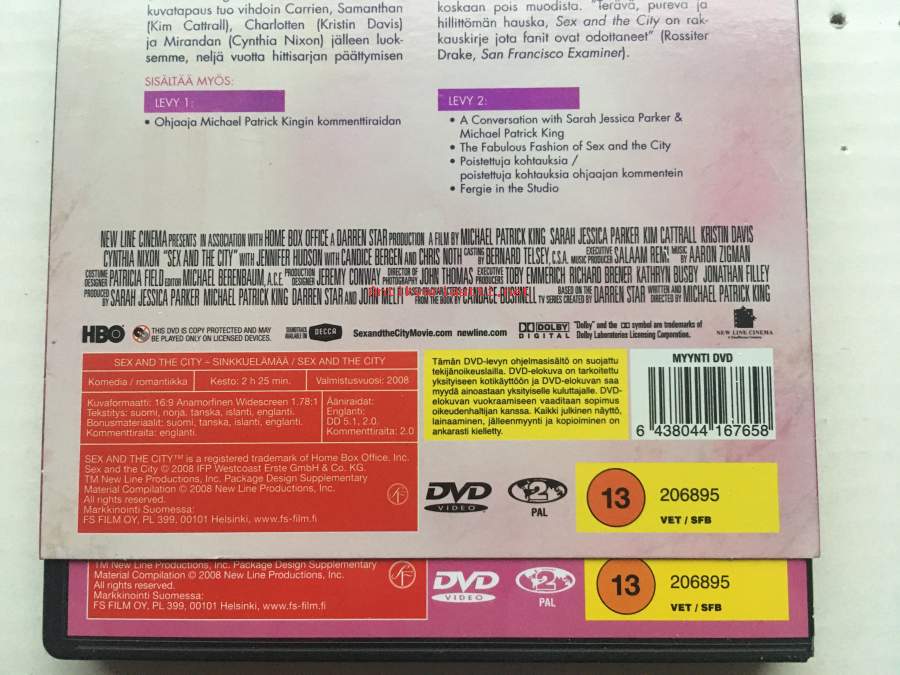 kuvatapaus tuo vihdoin Carrien, Samanthan
(Kim Cattrall), Charlotten (Kristin Davis)
ja Mirandan (Cynthia Nixon) jälleen luok-
semme, neljä vuotta hittisarjan päättymisen
koskaan pois muodista. "Terävä, pureva ja
hillittömän hauska, Sex and the City on rak-
kauskirje jota fanit ovat odottaneet" (Rossiter
Drake, San Francisco Examiner).
SISÄLTÄÄ MYÖS:
LEVY 1:
• Ohjaaja Michael Patrick Kingin kommenttiraidan
LEVY 2:
• A Conversation with Sarah Jessica Parker &
Michael Patrick King
• The Fabulous Fashion of Sex and the City
• Poistettuja kohtauksia /
poistettuja kohtauksia ohjaajan kommentein
• Fergie in the Studio
NEW LINE CINEMA PRESENTS IN ASSOCIATION WITH HOME BOX OFFICE A DARREN STAR PRODUCTION A FILM BY MICHAEL PATRICK KING SARAH JESSICA PARKER KIM CATTRALL KRISTIN DAVIS
CYNTHIA NIXON "SEX AND THE CITY" WITH JENNIFER HUDSON WITH CANDICE BERGEN AND CHRIS NOTH CASTING BY BERNARD TELSEY, C.S.A. EXECUTIVE MUSIC PRODUCER SALAAM REMI MUSIC BY AARON ZIGMAN
COSTUME DESIGNER PATRICIA FIELD EDITOR MICHAEL BERENBAUM, A.C.E. PRODUCTION DESIGNER JEREMY CONWAY DIRECTOR OF PHOTOGRAPHY JOHN THOMAS EXECUTIVE PRODUCERS TOBY EMMERICH RICHARD BRENER KATHRYN BUSBY JONATHAN FILLEY
PRODUCED BY SARAH JESSICA PARKER MICHAEL PATRICK KING DARREN STAR AND JOHN MELFI FROM THE BOOK BY CANDACE BUSHNELL BASED ON THE TV SERIES CREATED BY DARREN STAR WRITTEN AND DIRECTED BY MICHAEL PATRICK KING
HBO
THIS DVD IS COPY PROTECTED AND MAY
BE PLAYED ONLY ON LICENSED DEVICES.
SOUNDTRACK AVAILABLE ON DECCA
SexandtheCityMovie.com newline.com
DOLBY DIGITAL
"Dolby" and the symbol are trademarks of
Dolby Laboratories Licensing Corporation.
NEW LINE CINEMA
SEX AND THE CITY – SINKKUELÄMÄÄ / SEX AND THE CITY
Komedia / romantiikka
Kesto: 2 h 25 min.
Valmistusvuosi: 2008
Kuvaformaatti: 16:9 Anamorfinen Widescreen 1.78:1
Tekstitys: suomi, norja, tanska, islanti, englanti.
Bonusmateriaalit: suomi, tanska, islanti, englanti.
Kommenttiraita: englanti.
Ääniraidat:
Englanti:
DD 5.1, 2.0.
Kommenttiraita: 2.0
SEX AND THE CITY™ is a registered trademark of Home Box Office, Inc.
Sex and the City © 2008 IFP Westcoast Erste GmbH & Co. KG.
TM New Line Productions, Inc. Package Design Supplementary
Material Compilation © 2008 New Line Productions, Inc.
All rights reserved.
Markkinointi Suomessa:
FS FILM OY, PL 399, 00101 Helsinki, www.fs-film.fi
Tämän DVD-levyn ohjelmasisältö on suojattu
tekijänoikeuslailla. DVD-elokuva on tarkoitettu
yksityiseen kotikäyttöön ja DVD-elokuvan saa
myydä ainoastaan yksityiselle kuluttajalle. DVD-
elokuvan vuokraamiseen vaaditaan sopimus
oikeudenhaltijan kanssa. Kaikki julkinen näyttö,
lainaaminen, jälleenmyynti ja kopioiminen on
ankarasti kielletty.
MYYNTI DVD
6 438044 167658
DVD VIDEO
2
PAL
13
206895
VET / SFB
TM New Line Productions, Inc. Package Design Supplementary
Material Compilation © 2008 New Line Productions, Inc.
All rights reserved.
Markkinointi Suomessa:
FS FILM OY, PL 399, 00101 Helsinki, www.fs-film.fi
DVD VIDEO
2
PAL
13
206895
VET / SFB